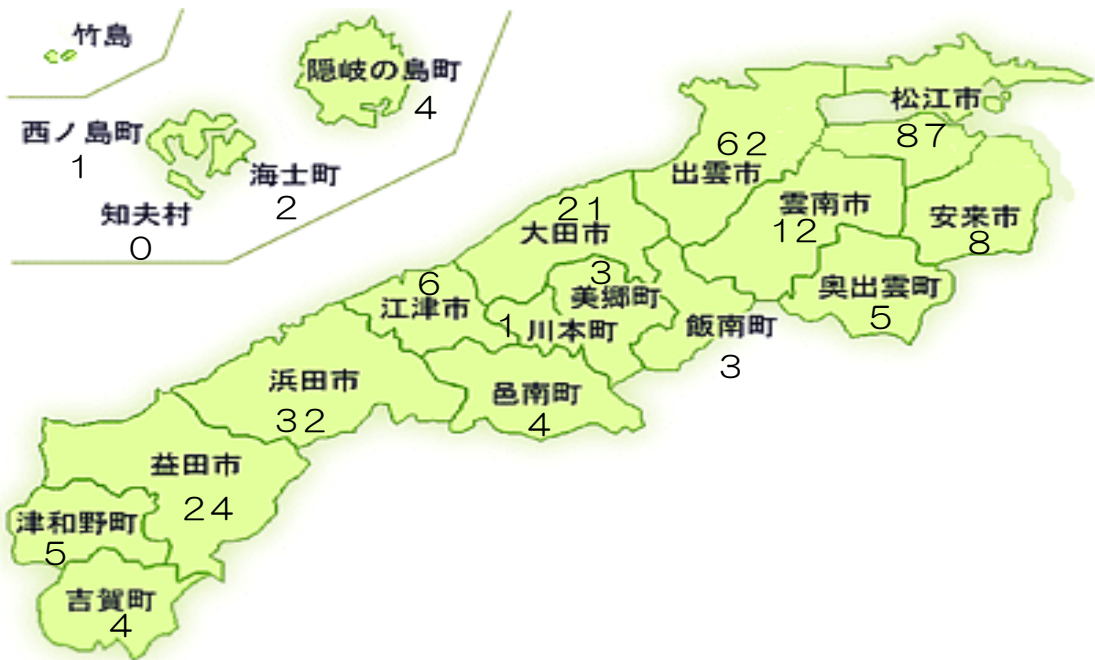 竹島
隠岐の島町
4
西ノ島町
1
海士町
2
知夫村
0
松江市
87
62
出雲市
雲南市
12
安来市
8
21
大田市
奥出雲町
5
3
美郷町
6
江津市
1
川本町
飯南町
3
浜田市
32
邑南町
4
益田市
24
津和野町
5
吉賀町
4